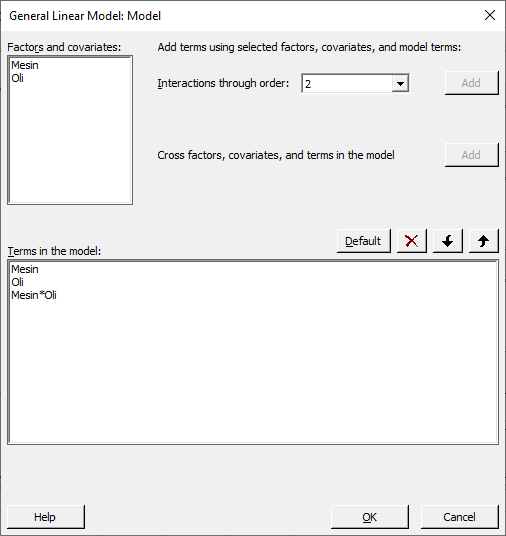 General Linear Model: Model
Factors and covariates:
Mesin
Oli
Add terms using selected factors, covariates, and model terms:
Interactions through order:
2
Add
Cross factors, covariates, and terms in the model
Add
Default
Terms in the model:
Mesin
Oli
Mesin*Oli
Help
OK
Cancel